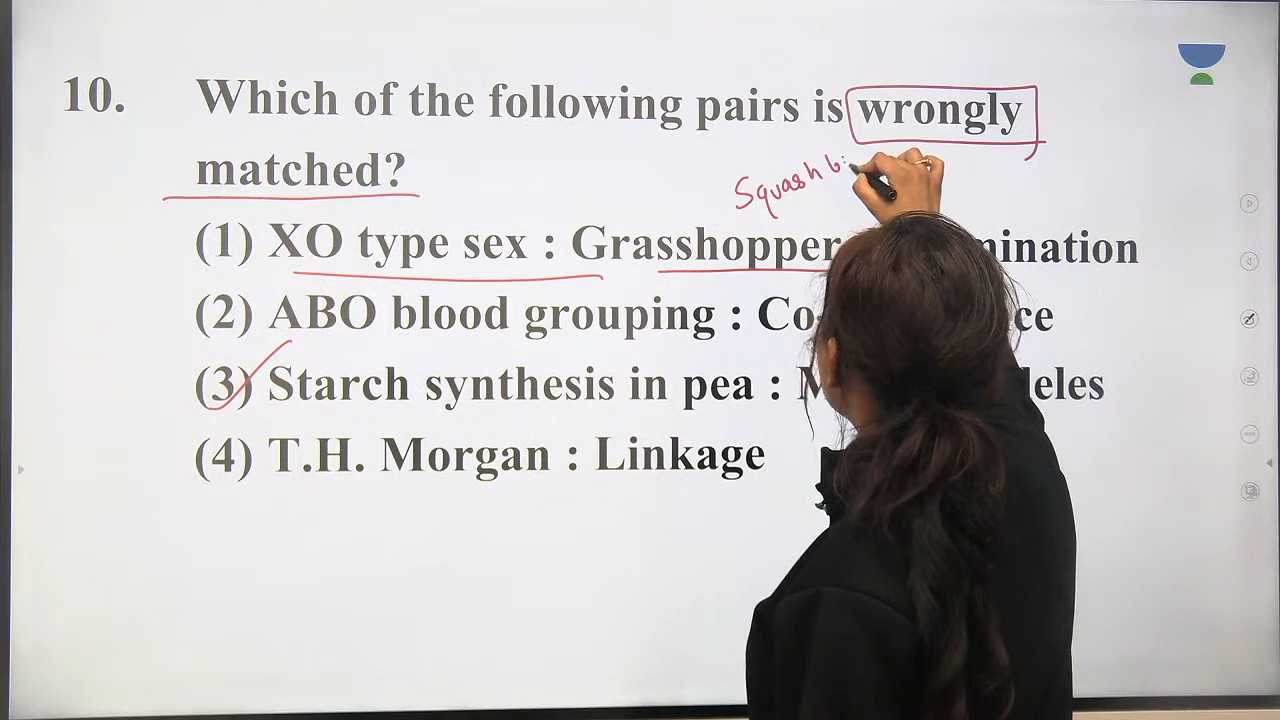 10. Which of the following pairs is wrongly
matched?
Squash
(1) XO type sex : Grasshopper mination
(2) ABO blood grouping : Co ce
(3) Starch synthesis in pea : M leles
(4) T.H. Morgan : Linkage